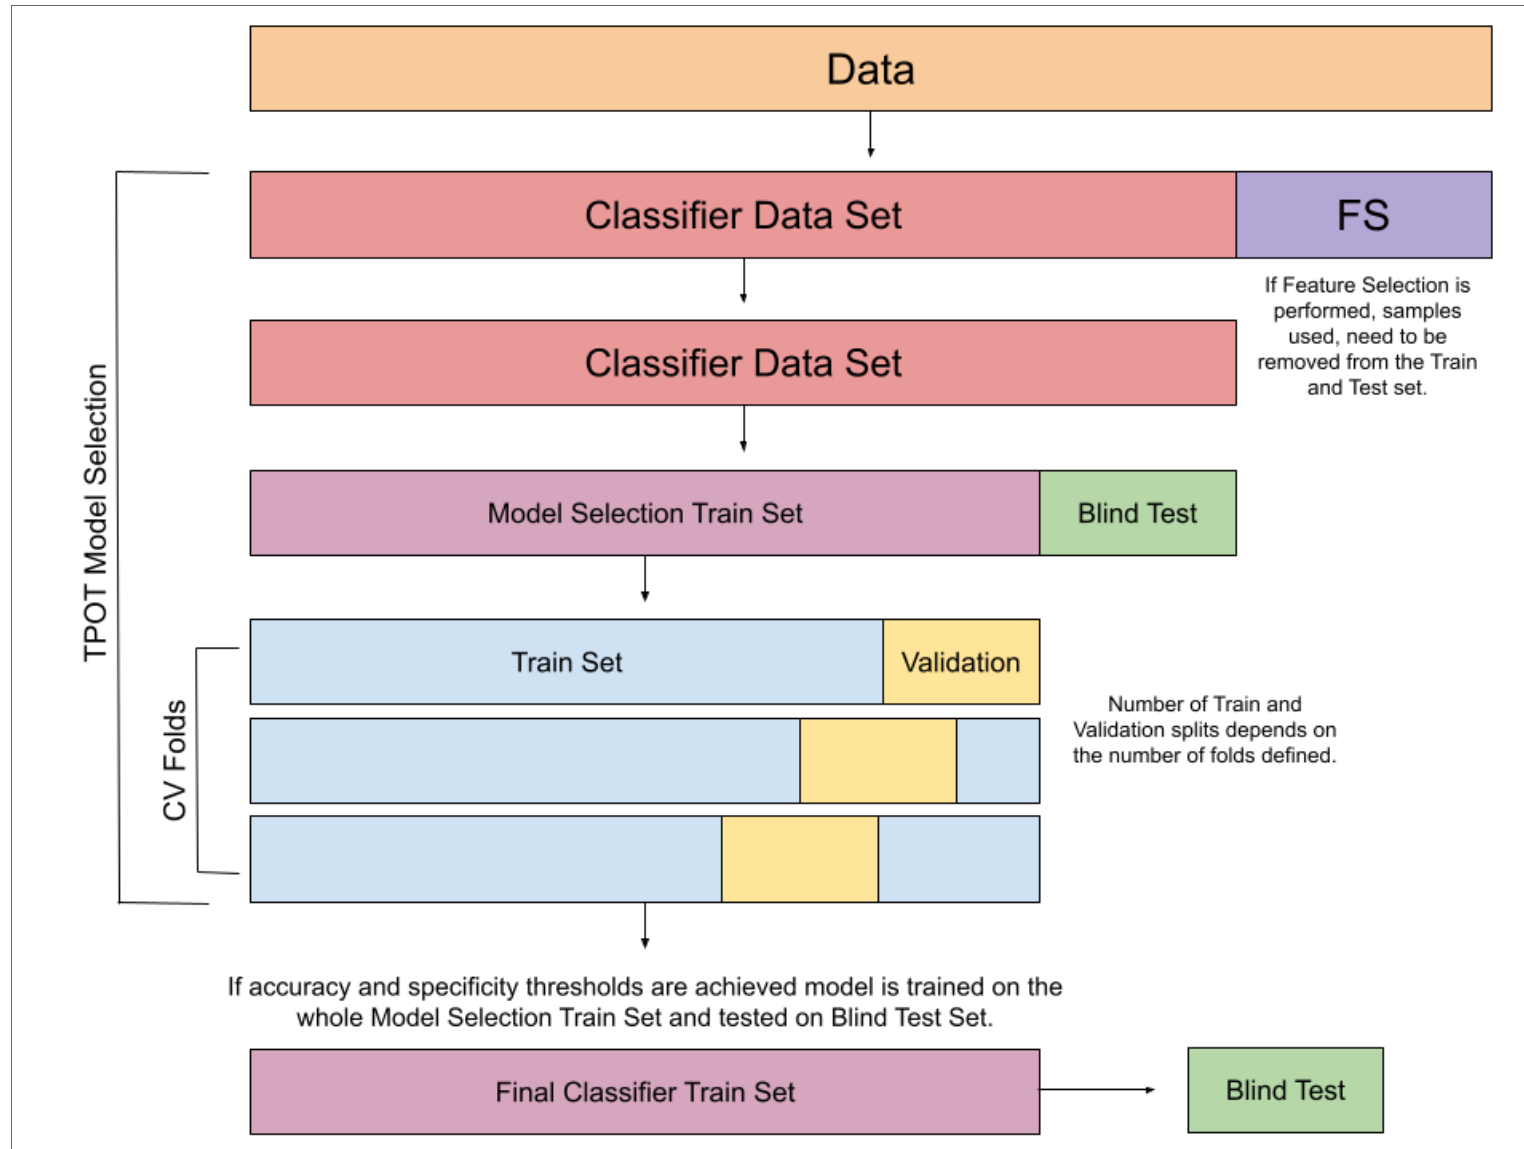 Data
Classifier Data Set
FS
If Feature Selection is
performed, samples
used, need to be
removed from the Train
and Test set.
Classifier Data Set
TPOT Model Selection
Model Selection Train Set
Blind Test
Train Set
Validation
CV Folds
Number of Train and
Validation splits depends on
the number of folds defined.
If accuracy and specificity thresholds are achieved model is trained on the
whole Model Selection Train Set and tested on Blind Test Set.
Final Classifier Train Set
Blind Test